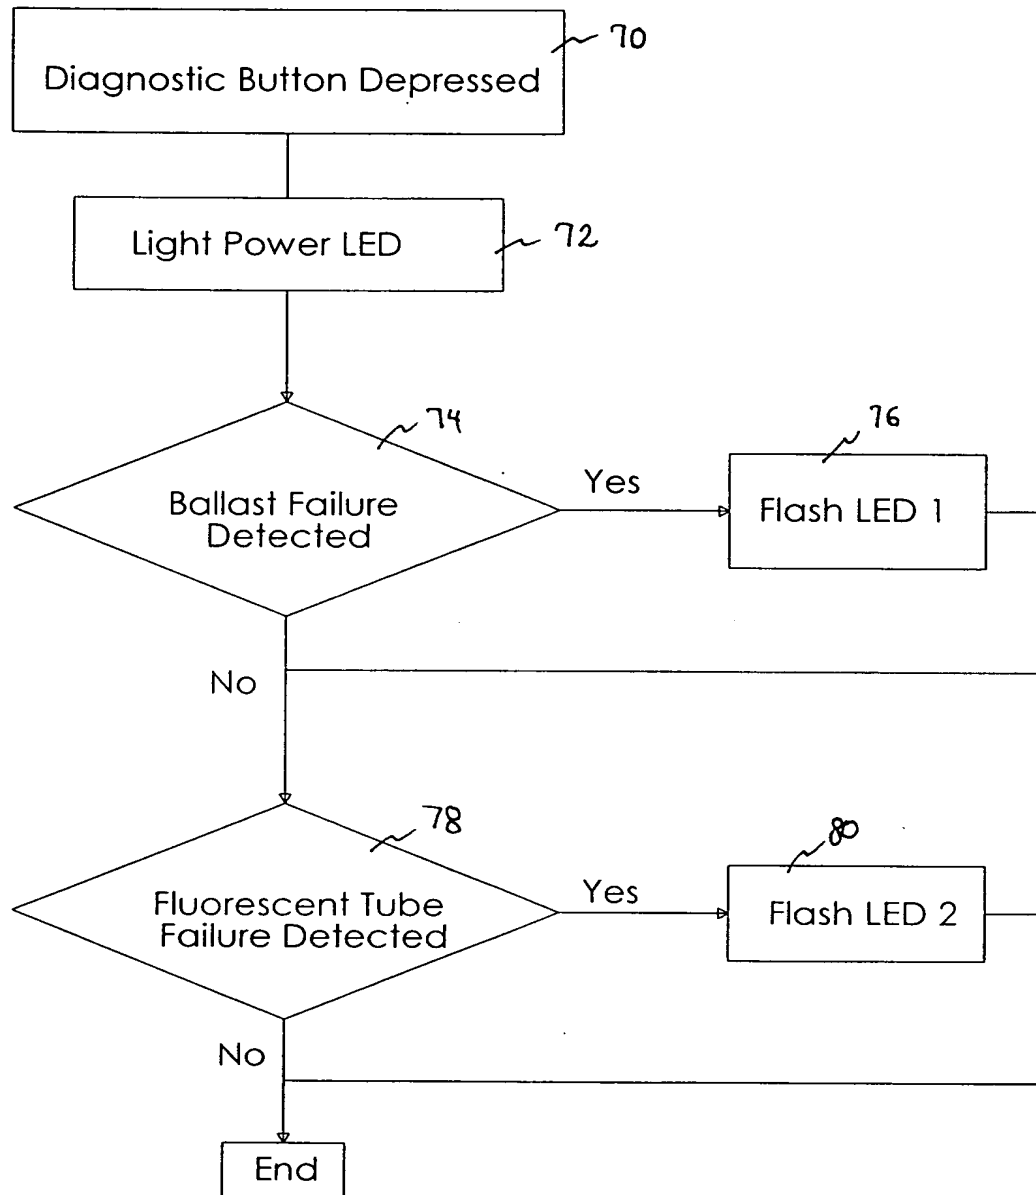 70
Diagnostic Button Depressed
Light Power LED
72
74
Ballast Failure
Detected
Yes
76
Flash LED 1
No
78
Fluorescent Tube
Failure Detected
Yes
80
Flash LED 2
No
End